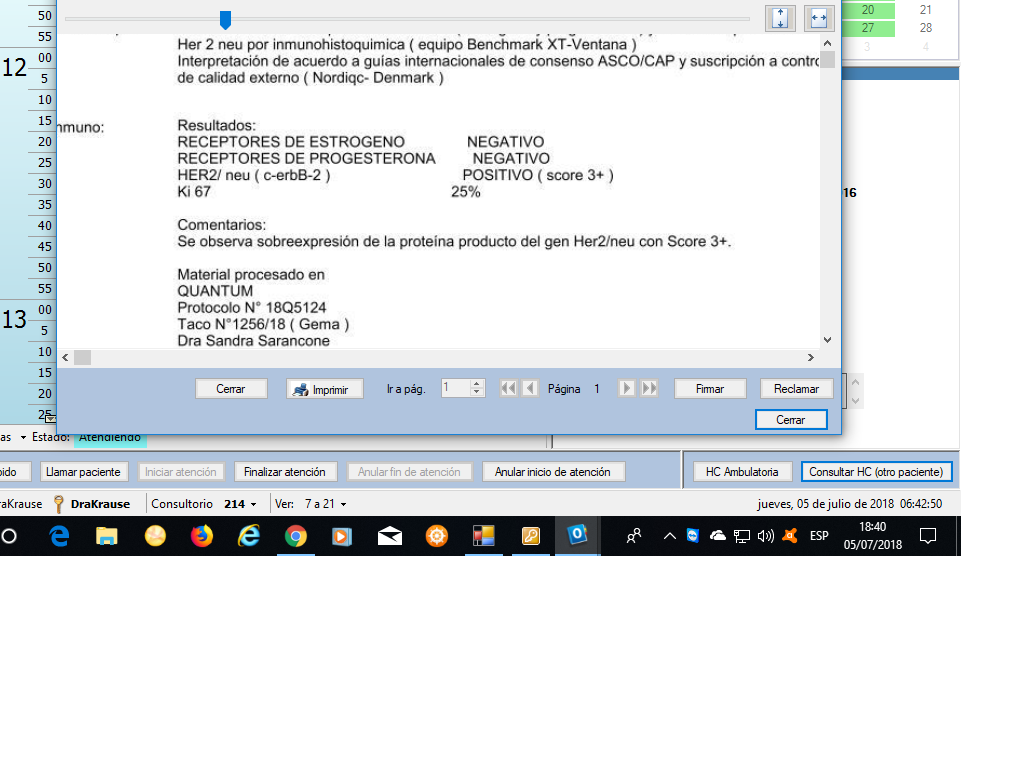 50
55
12 00
5
10
15
20
25
30
35
40
45
50
55
13 00
5
10
15
20
25
20 21
27 28
3 4
16
Her 2 neu por inmunohistoquimica ( equipo Benchmark XT-Ventana )
Interpretación de acuerdo a guías internacionales de consenso ASCO/CAP y suscripción a contro
de calidad externo ( Nordiqc- Denmark )
nmuno: Resultados:
RECEPTORES DE ESTROGENO NEGATIVO
RECEPTORES DE PROGESTERONA NEGATIVO
HER2/ neu ( c-erbB-2 ) POSITIVO ( score 3+ )
Ki 67 25%
Comentarios:
Se observa sobreexpresión de la proteína producto del gen Her2/neu con Score 3+.
Material procesado en
QUANTUM
Protocolo N° 18Q5124
Taco N°1256/18 ( Gema )
Dra Sandra Sarancone
Cerrar Imprimir Ir a pág. 1 Página 1 Firmar Reclamar
Cerrar
as Estado: Atendiendo
pido Llamar paciente Iniciar atención Finalizar atención Anular fin de atención Anular inicio de atención HC Ambulatoria Consultar HC (otro paciente)
raKrause DraKrause Consultorio 214 Ver: 7 a 21 jueves, 05 de julio de 2018 06:42:50
ESP 18:40
05/07/2018